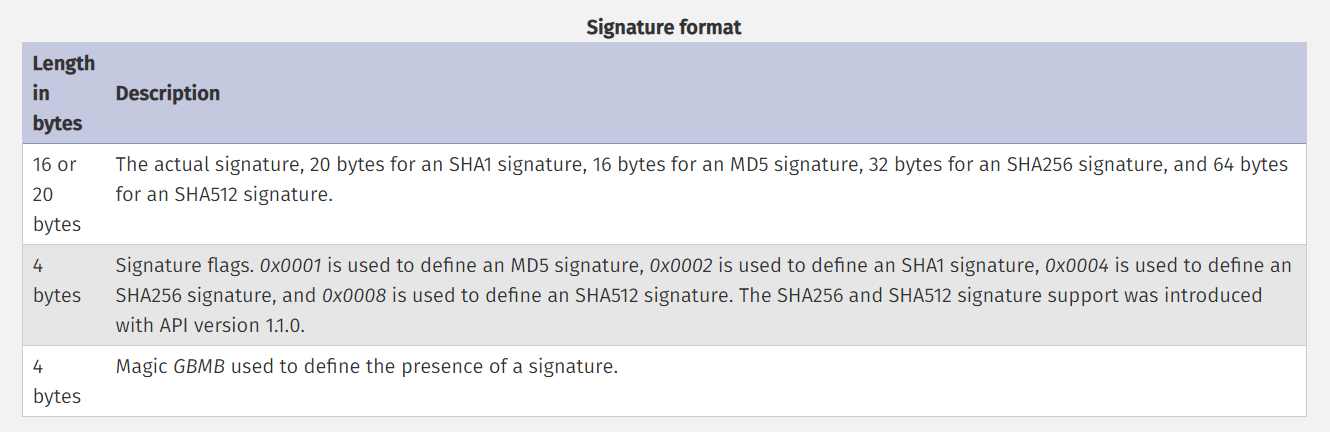 Signature format
Length
in
bytes
Description
16 or
20
bytes
The actual signature, 20 bytes for an SHA1 signature, 16 bytes for an MD5 signature, 32 bytes for an SHA256 signature, and 64 bytes
for an SHA512 signature.
4
bytes
Signature flags. 0x0001 is used to define an MD5 signature, 0x0002 is used to define an SHA1 signature, 0x0004 is used to define an
SHA256 signature, and 0x0008 is used to define an SHA512 signature. The SHA256 and SHA512 signature support was introduced
with API version 1.1.0.
4
bytes
Magic GBMB used to define the presence of a signature.